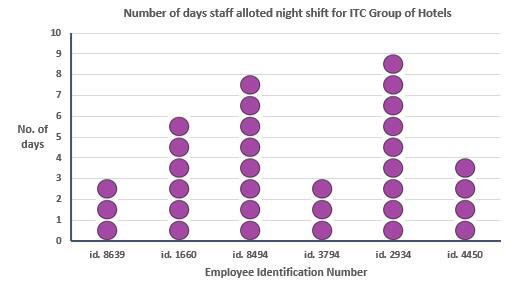 Number of days staff alloted night shift for ITC Group of Hotels
10
9
8
7
6
5
4
3
2
1
0
No. of
days
id. 8639 id. 1660 id. 8494 id. 3794 id. 2934 id. 4450
Employee Identification Number